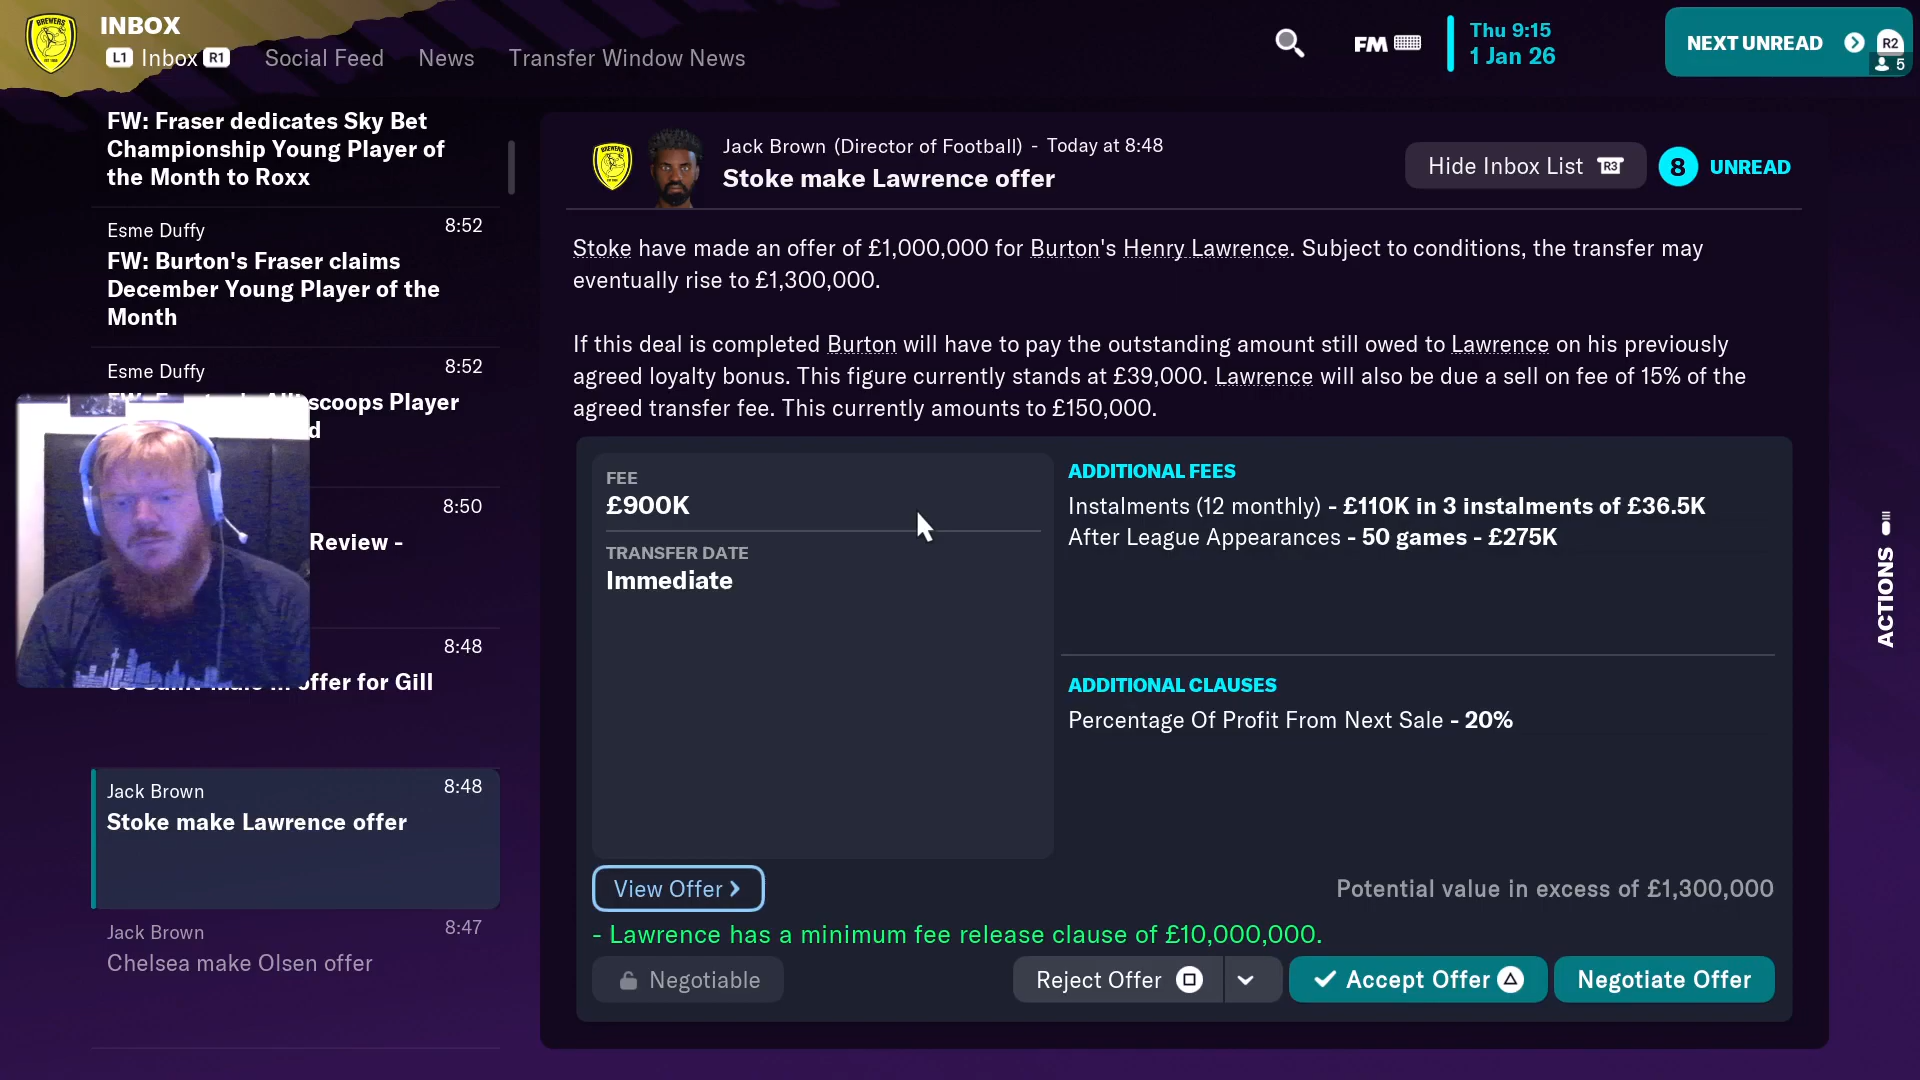 INBOX
L1 Inbox R1 Social Feed News Transfer Window News
FM
Thu 9:15
1 Jan 26
NEXT UNREAD R2
5
FW: Fraser dedicates Sky Bet
Championship Young Player of
the Month to Roxx
Esme Duffy 8:52
FW: Burton's Fraser claims
December Young Player of the
Month
Esme Duffy 8:52
scoops Player
8:50
Review -
8:48
offer for Gill
Jack Brown 8:48
Stoke make Lawrence offer
Jack Brown 8:47
Chelsea make Olsen offer
BREWERS
Jack Brown (Director of Football) - Today at 8:48
Stoke make Lawrence offer
Hide Inbox List R3
8 UNREAD
Stoke have made an offer of £1,000,000 for Burton's Henry Lawrence. Subject to conditions, the transfer may
eventually rise to £1,300,000.
If this deal is completed Burton will have to pay the outstanding amount still owed to Lawrence on his previously
agreed loyalty bonus. This figure currently stands at £39,000. Lawrence will also be due a sell on fee of 15% of the
agreed transfer fee. This currently amounts to £150,000.
FEE
£900K
TRANSFER DATE
Immediate
ADDITIONAL FEES
Instalments (12 monthly) - £110K in 3 instalments of £36.5K
After League Appearances - 50 games - £275K
ADDITIONAL CLAUSES
Percentage Of Profit From Next Sale - 20%
View Offer
Potential value in excess of £1,300,000
- Lawrence has a minimum fee release clause of £10,000,000.
Negotiable
Reject Offer
Accept Offer
Negotiate Offer
ACTIONS